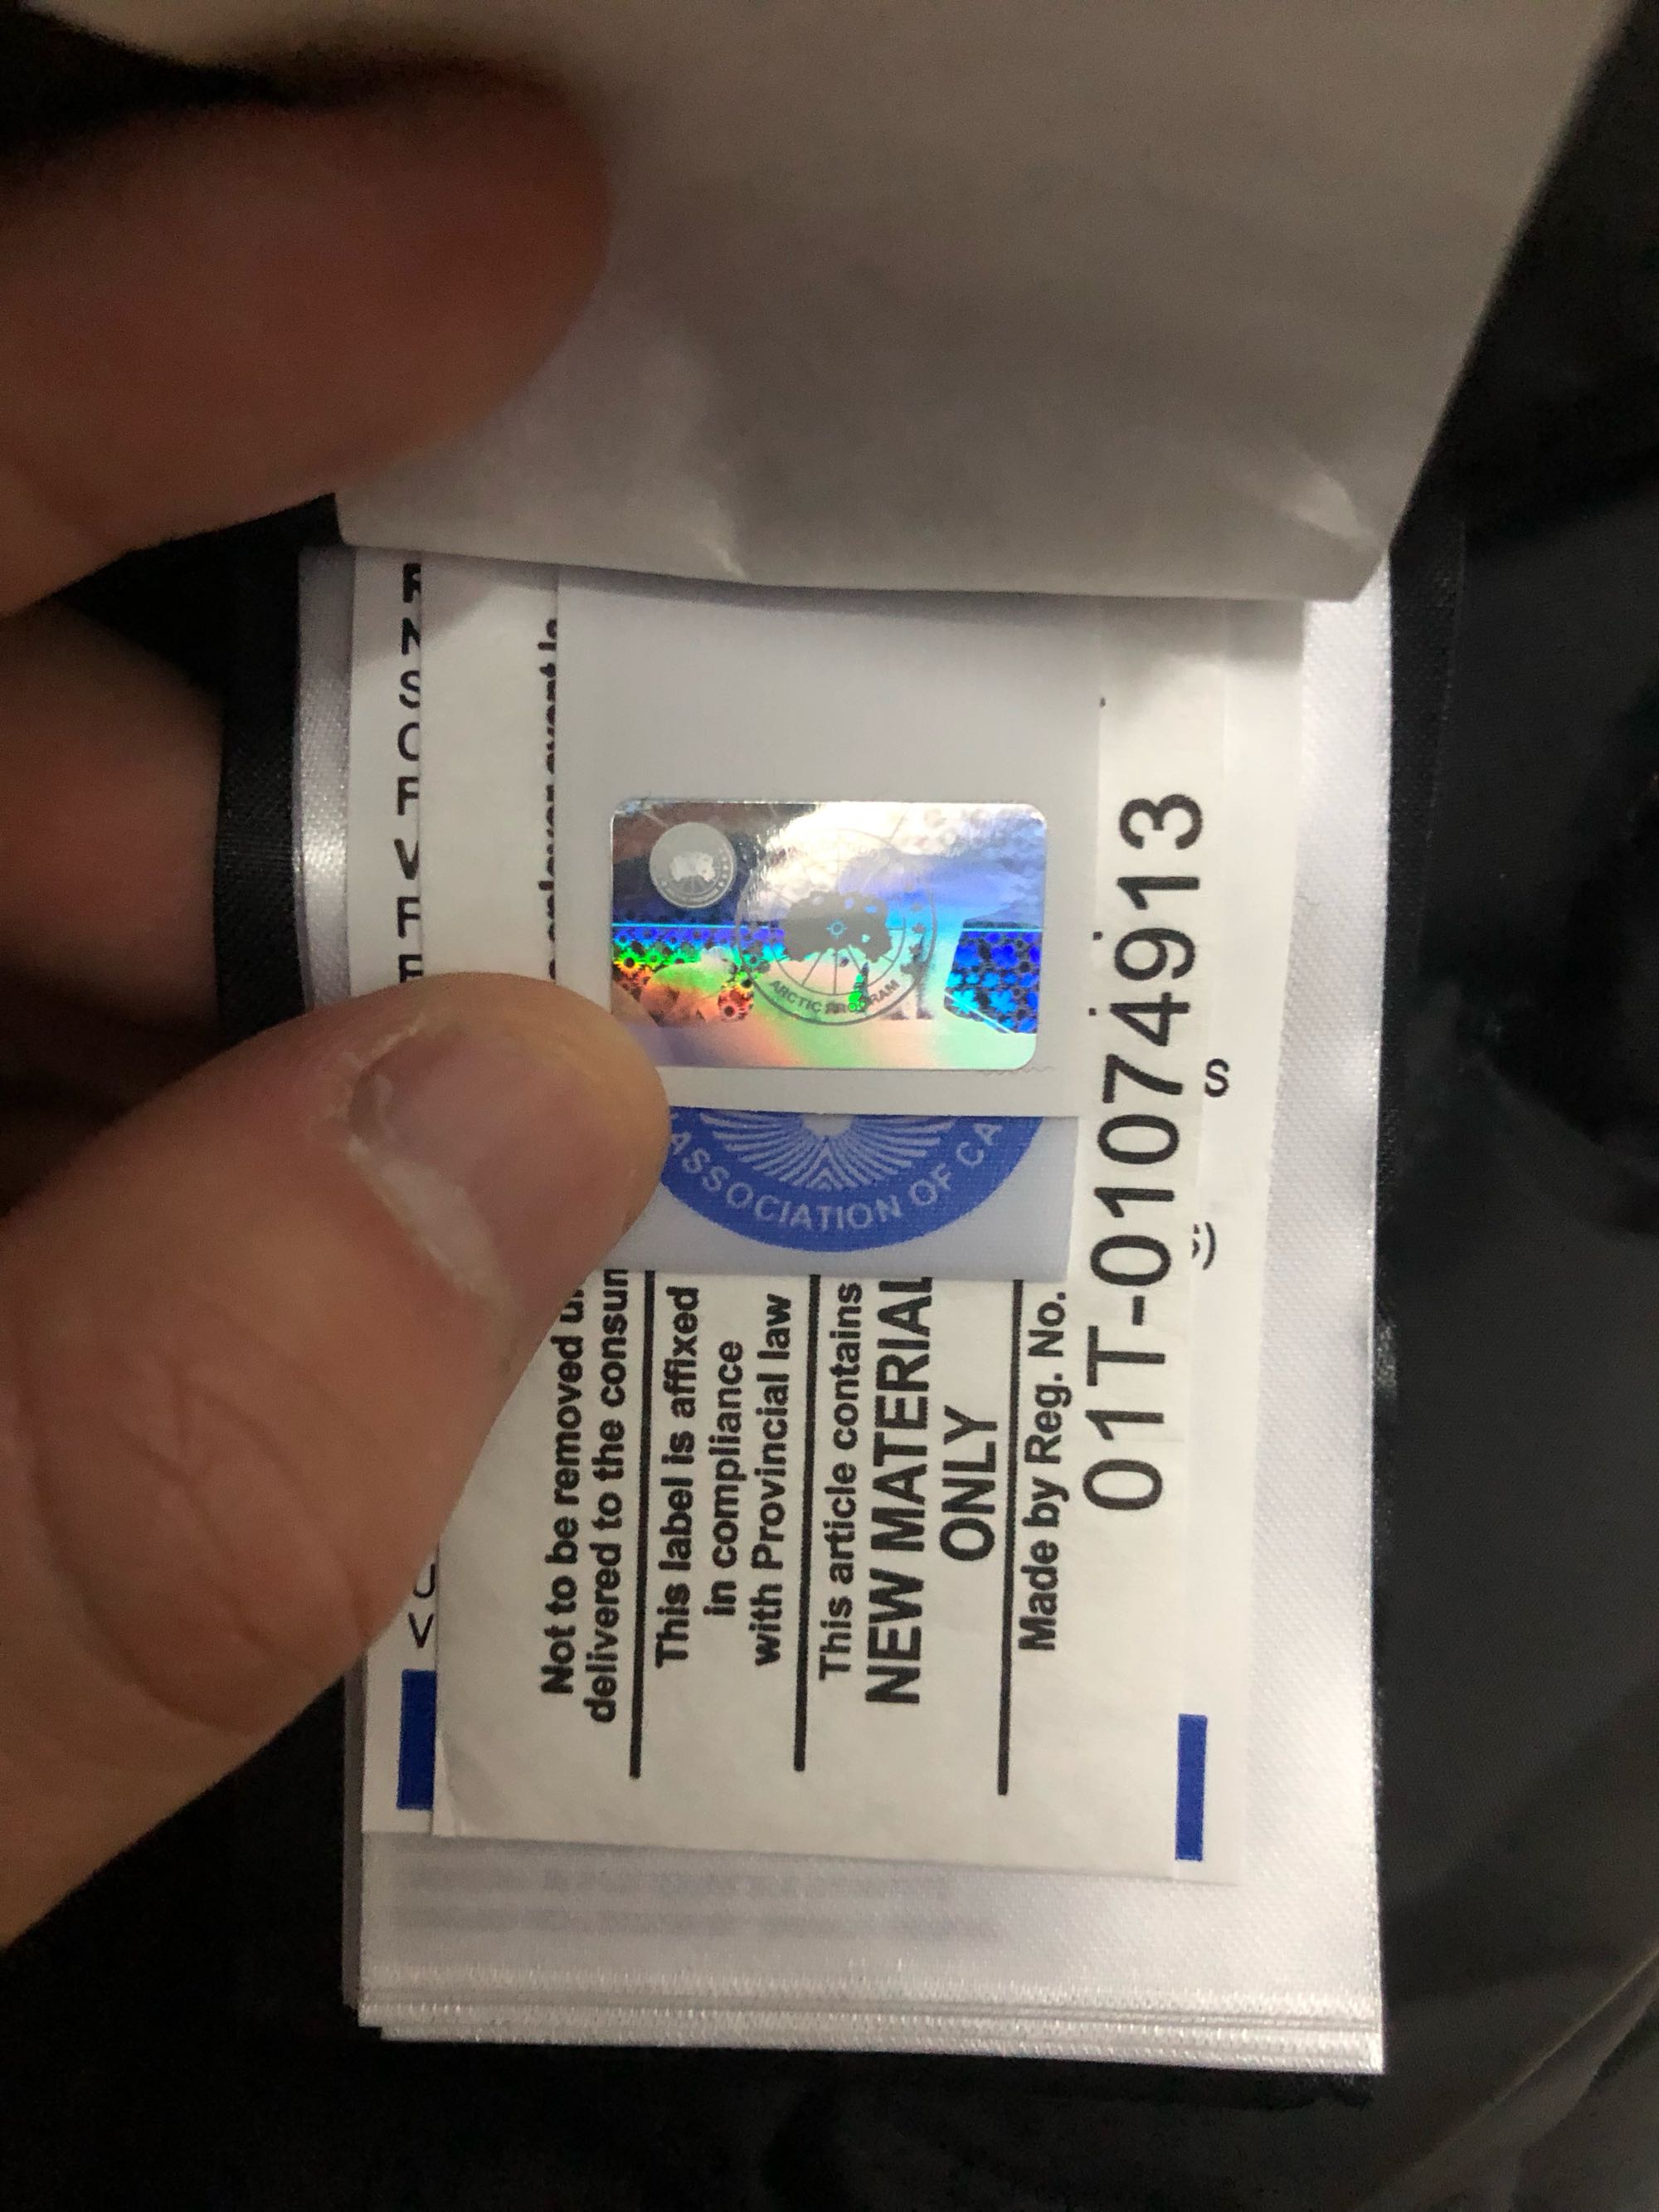 ARCTIC PROGRAM
ASSOCIATION OF CA
Not to be removed
delivered to the consum
This label is affixed
in compliance
with Provincial law
This article contains
NEW MATERIAL
ONLY
Made by Reg. No.
01T-01074913
S